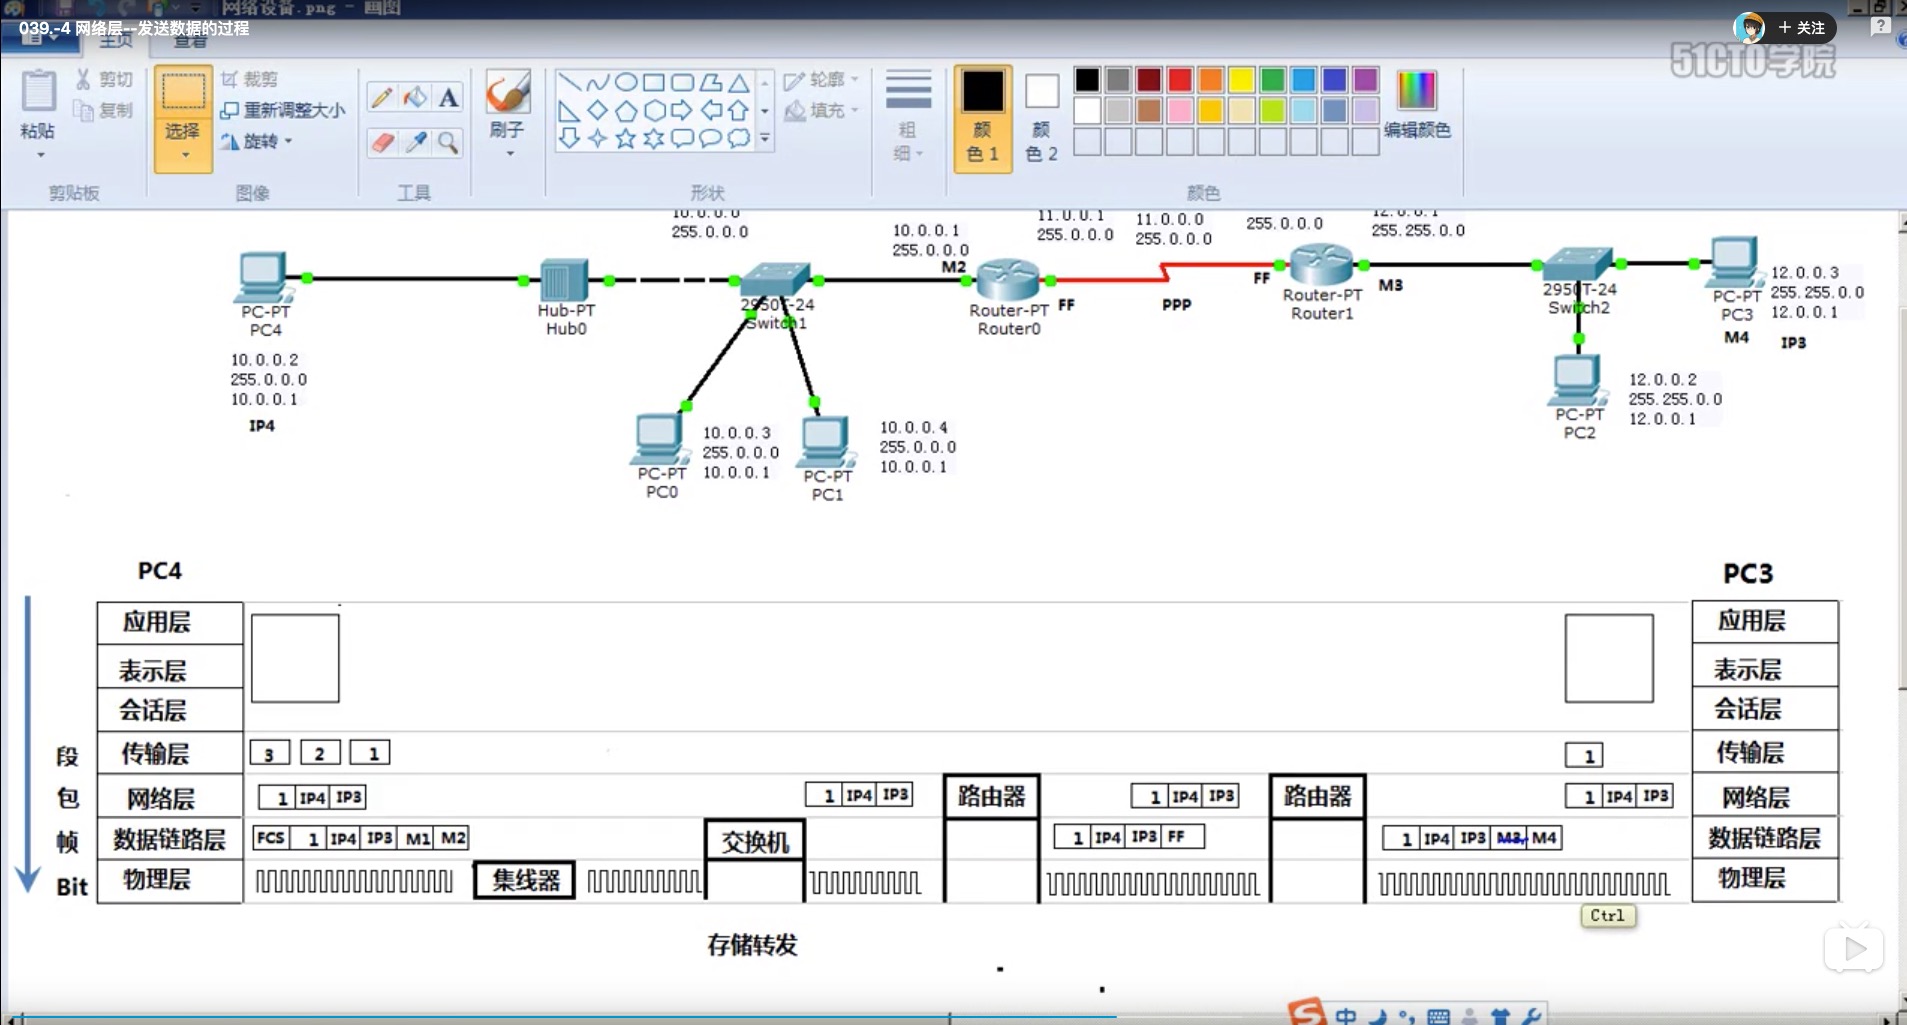 网络设备.png - 画图
039.-4 网络层--发送数据的过程
+ 关注
主页 查看
51CTO学院
粘贴
剪切
复制
剪贴板
选择
裁剪
重新调整大小
旋转
图像
A
工具
刷子
形状
轮廓
填充
粗
细
颜
色 1
颜
色 2
编辑颜色
颜色
10.0.0.0
255.0.0.0
10.0.0.1
255.0.0.0
M2
11.0.0.1
255.0.0.0
11.0.0.0
255.0.0.0
255.0.0.0
12.0.0.1
255.255.0.0
PC-PT
PC4
10.0.0.2
255.0.0.0
10.0.0.1
IP4
Hub-PT
Hub0
2950T-24
Switch1
Router-PT
Router0
FF
PPP
FF
Router-PT
Router1
M3
2950T-24
Switch2
PC-PT
PC3
12.0.0.3
255.255.0.0
12.0.0.1
M4
IP3
PC-PT
PC0
10.0.0.3
255.0.0.0
10.0.0.1
PC-PT
PC1
10.0.0.4
255.0.0.0
10.0.0.1
PC-PT
PC2
12.0.0.2
255.255.0.0
12.0.0.1
PC4
PC3
应用层 应用层
表示层 表示层
会话层 会话层
段 传输层 3 2 1 1 传输层
包 网络层 1 IP4 IP3 1 IP4 IP3 路由器 1 IP4 IP3 路由器 1 IP4 IP3 网络层
帧 数据链路层 FCS 1 IP4 IP3 M1 M2 交换机 1 IP4 IP3 FF 1 IP4 IP3 M3, M4 数据链路层
Bit 物理层 集线器 物理层
Ctrl
存储转发
S 中